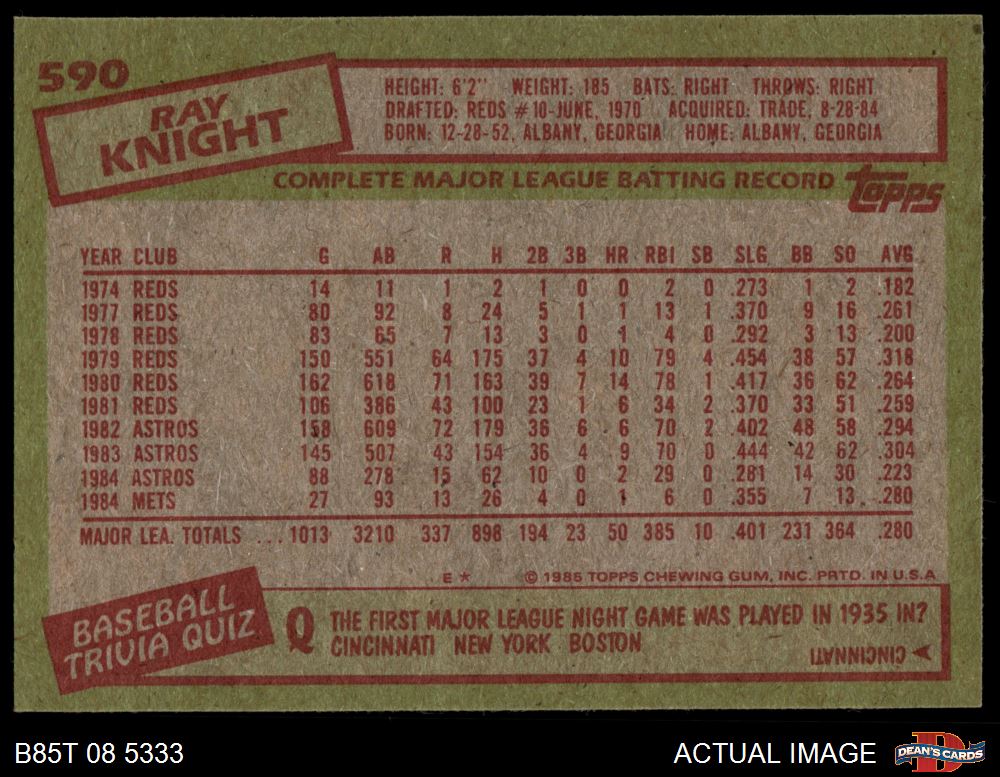 590
RAY
KNIGHT
HEIGHT: 6'2'' WEIGHT: 185 BATS: RIGHT THROWS: RIGHT
DRAFTED: REDS #10-JUNE, 1970 ACQUIRED: TRADE, 8-28-84
BORN: 12-28-52, ALBANY, GEORGIA HOME: ALBANY, GEORGIA
COMPLETE MAJOR LEAGUE BATTING RECORD topps
YEAR CLUB G AB R H 2B 3B HR RBI SB SLG BB SO AVG
1974 REDS 14 11 1 2 1 0 0 2 0 .273 1 2 .182
1977 REDS 80 92 8 24 5 1 1 13 1 .370 9 16 .261
1978 REDS 83 65 7 13 3 0 1 4 0 .292 3 13 .200
1979 REDS 150 551 64 175 37 4 10 79 4 .454 38 57 .318
1980 REDS 162 618 71 163 39 7 14 78 1 .417 36 62 .264
1981 REDS 106 386 43 100 23 1 6 34 2 .370 33 51 .259
1982 ASTROS 158 609 72 179 36 6 6 70 2 .402 48 58 .294
1983 ASTROS 145 507 43 154 36 4 9 70 0 .444 42 62 .304
1984 ASTROS 88 278 15 62 10 0 2 29 0 .281 14 30 .223
1984 METS 27 93 13 26 4 0 1 6 0 .355 7 13 .280
MAJOR LEA. TOTALS ... 1013 3210 337 898 194 23 50 385 10 .401 231 364 .280
E * © 1985 TOPPS CHEWING GUM, INC. PRTD. IN U.S.A.
BASEBALL
TRIVIA QUIZ
Q THE FIRST MAJOR LEAGUE NIGHT GAME WAS PLAYED IN 1935 IN?
CINCINNATI NEW YORK BOSTON
A CINCINNATI
B85T 08 5333 ACTUAL IMAGE DEAN'S CARDS